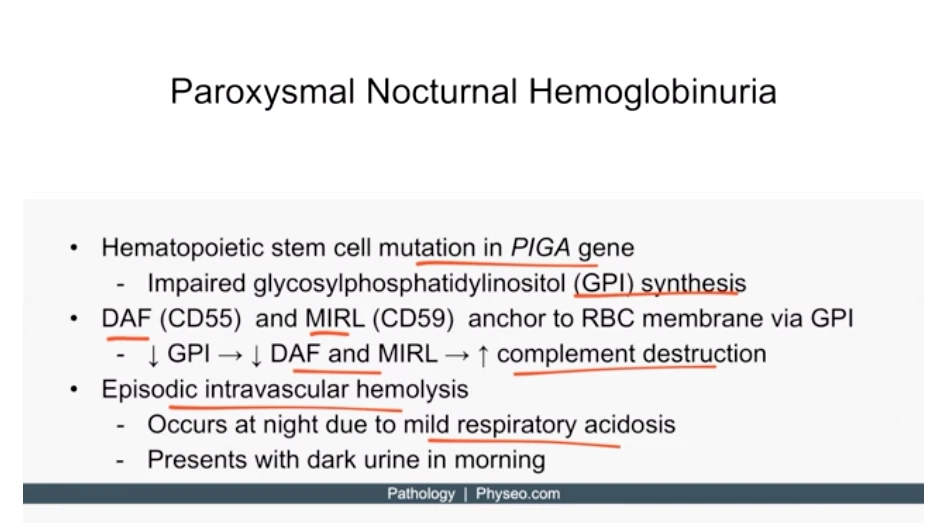 Paroxysmal Nocturnal Hemoglobinuria
• Hematopoietic stem cell mutation in PIGA gene
- Impaired glycosylphosphatidylinositol (GPI) synthesis
• DAF (CD55) and MIRL (CD59) anchor to RBC membrane via GPI
- ↓ GPI → ↓ DAF and MIRL → ↑ complement destruction
• Episodic intravascular hemolysis
- Occurs at night due to mild respiratory acidosis
- Presents with dark urine in morning
Pathology | Physeo.com